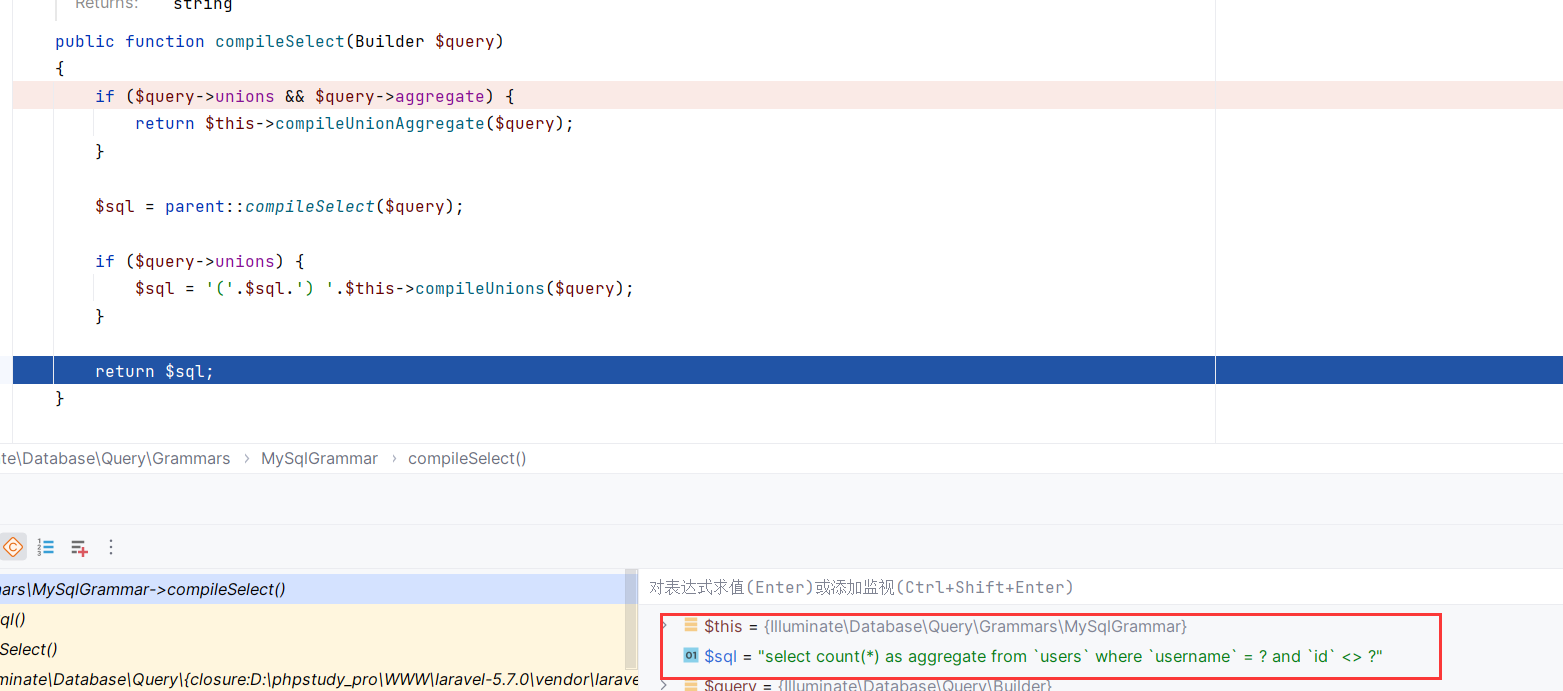 Returns: string
public function compileSelect(Builder $query)
{
if ($query->unions && $query->aggregate) {
return $this->compileUnionAggregate($query);
}
$sql = parent::compileSelect($query);
if ($query->unions) {
$sql = '('.$sql.') '.$this->compileUnions($query);
}
return $sql;
}
te\Database\Query\Grammars › MySqlGrammar › compileSelect()
ars\MySqlGrammar->compileSelect()
对表达式求值(Enter)或添加监视(Ctrl+Shift+Enter)
ql()
$this = {Illuminate\Database\Query\Grammars\MySqlGrammar}
Select()
01 $sql = "select count(*) as aggregate from `users` where `username` = ? and `id` <> ?"
minate\Database\Query\{closure:D:\phpstudy_pro\WWW\laravel-5.7.0\vendor\larave
$query = {Illuminate\Database\Query\Builder}